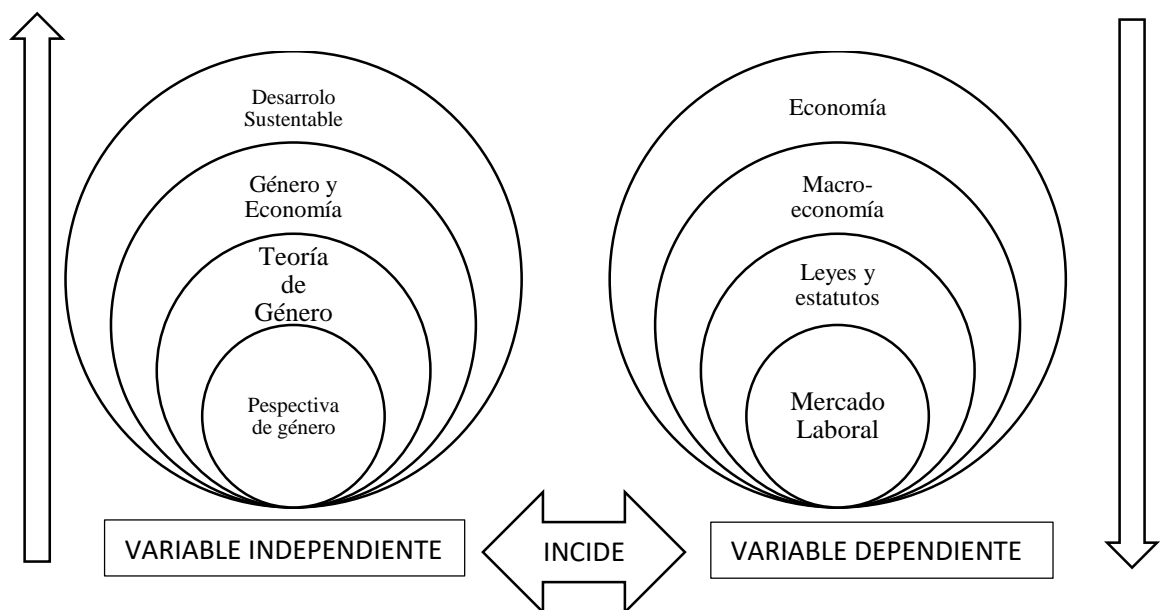 Desarrolo
Sustentable
Género y
Economía
Teoría
de
Género
Pespectiva
de género
Economía
Macro-
economía
Leyes y
estatutos
Mercado
Laboral
VARIABLE INDEPENDIENTE
INCIDE
VARIABLE DEPENDIENTE